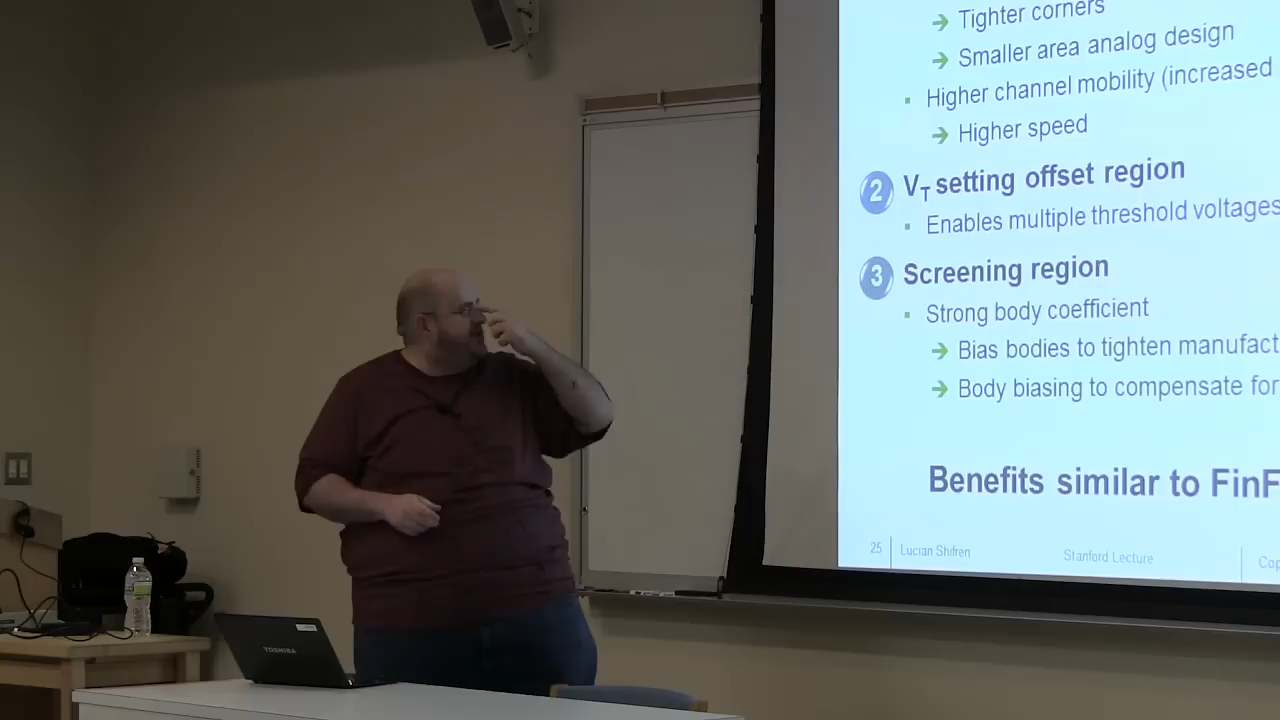 → Tighter corners
→ Smaller area analog design
▪ Higher channel mobility (increased
→ Higher speed
2 VT setting offset region
▪ Enables multiple threshold voltages
3 Screening region
▪ Strong body coefficient
→ Bias bodies to tighten manufact
→ Body biasing to compensate for
Benefits similar to FinF
25 Lucian Shifren Stanford Lecture Cop
TOSHIBA